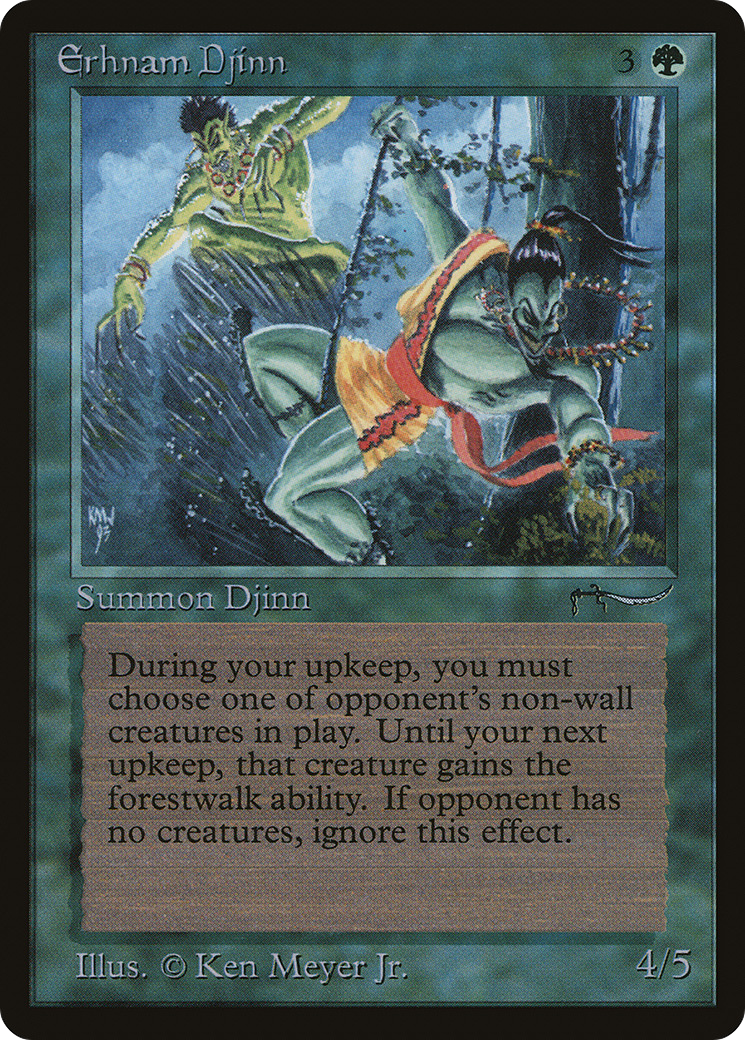 Erhnam Djinn 3
KMW
93
Summon Djinn
During your upkeep, you must
choose one of opponent's non-wall
creatures in play. Until your next
upkeep, that creature gains the
forestwalk ability. If opponent has
no creatures, ignore this effect.
Illus. © Ken Meyer Jr. 4/5